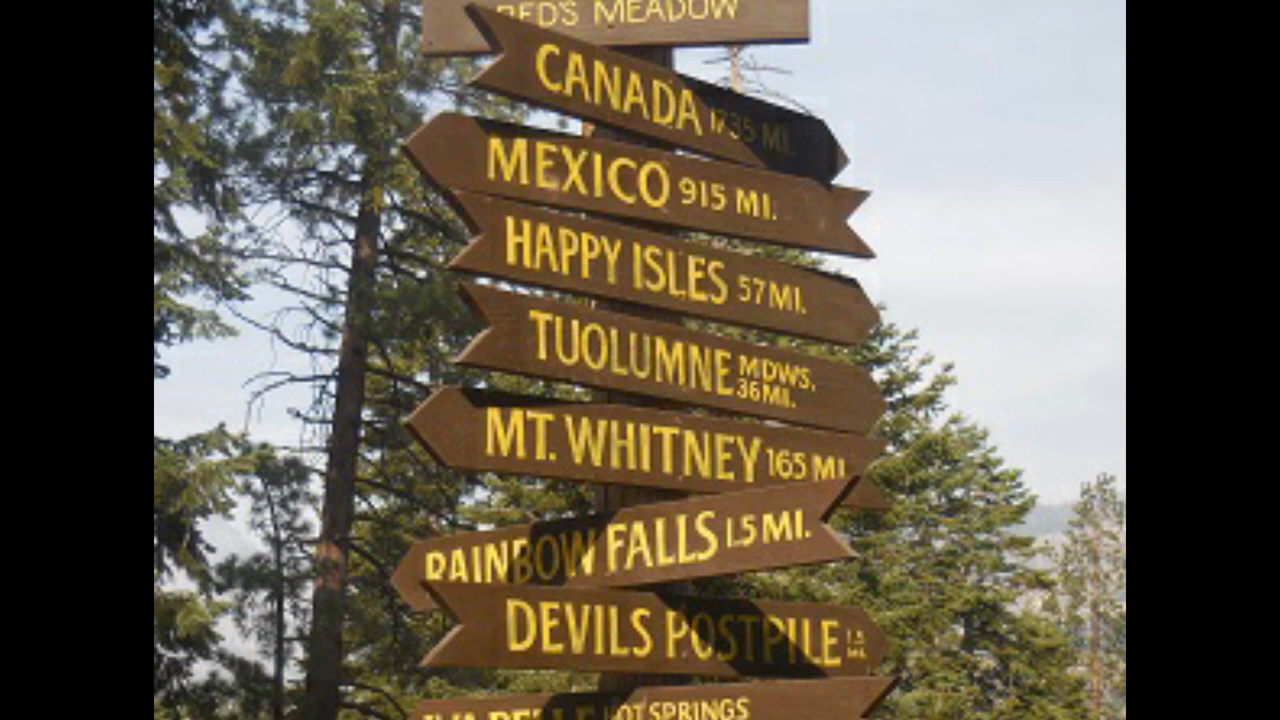 RED'S MEADOW
CANADA 1735 MI.
MEXICO 915 MI.
HAPPY ISLES 57 MI.
TUOLUMNE MDWS.
36 MI.
MT. WHITNEY 165 MI
RAINBOW FALLS 1.5 MI.
DEVILS POSTPILE
HOT SPRINGS